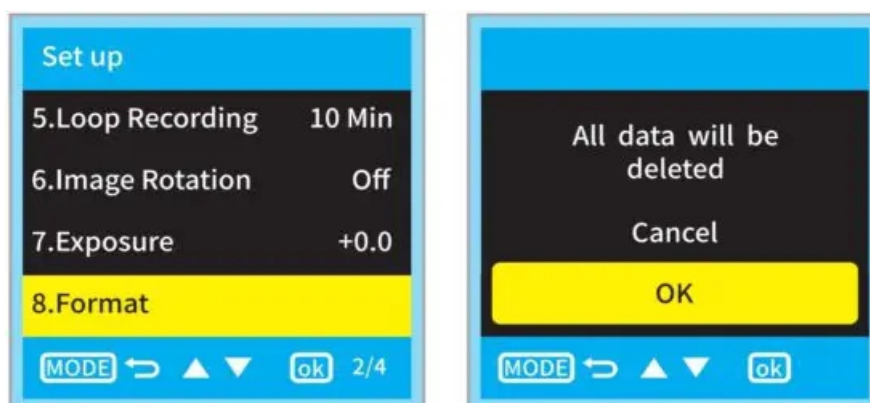 Set up
5.Loop Recording 10 Min
6.Image Rotation Off
7.Exposure +0.0
8.Format
MODE ok 2/4
All data will be
deleted
Cancel
OK
MODE ok